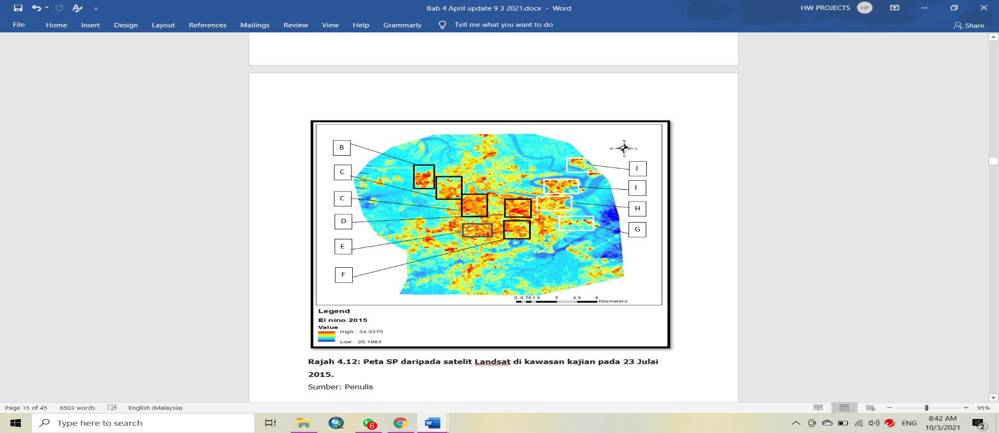 Bab 4 April update 9 3 2021.docx - Word
HW PROJECTS
HP
File Home Insert Design Layout References Mailings Review View Help Grammarly Tell me what you want to do
Share
B
C
C
D
E
F
N
W E
S
J
I
H
G
0 0.75 1.5 3 4.5 6
Kilometers
Legend
El nino 2015
Value
High : 34.3375
Low : 25.1983
Rajah 4.12: Peta SP daripada satelit Landsat di kawasan kajian pada 23 Julai
2015.
Sumber: Penulis
Page 15 of 45 6503 words English (Malaysia) 95%
Type here to search
6
W
ENG
8:42 AM
10/3/2021
2